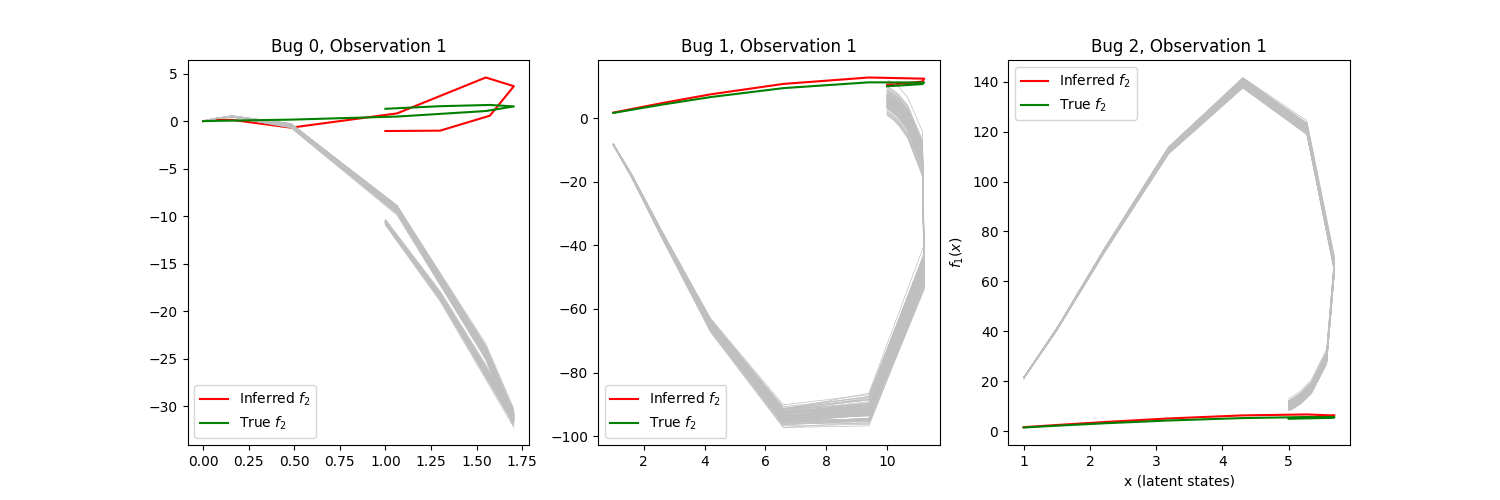 Bug 0, Observation 1
5
0
−5
−10
−15
−20
−25
−30
Inferred f₂
True f₂
0.00 0.25 0.50 0.75 1.00 1.25 1.50 1.75
Bug 1, Observation 1
0
−20
−40
−60
−80
−100
Inferred f₂
True f₂
2 4 6 8 10
Bug 2, Observation 1
f₁(x)
140
120
100
80
60
40
20
0
Inferred f₂
True f₂
1 2 3 4 5
x (latent states)